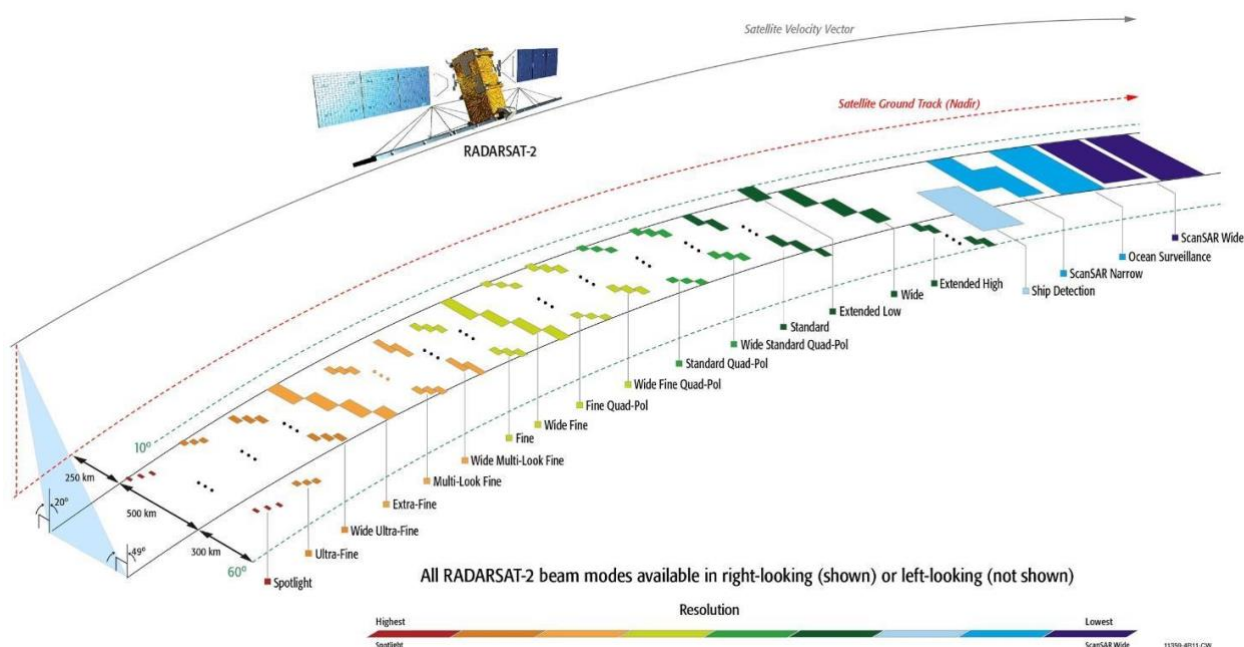 Satellite Velocity Vector
Satellite Ground Track (Nadir)
RADARSAT-2
ScanSAR Wide
Ocean Surveillance
ScanSAR Narrow
Ship Detection
Extended High
Wide
Extended Low
Standard
Wide Standard Quad-Pol
Standard Quad-Pol
Wide Fine Quad-Pol
Fine Quad-Pol
Wide Fine
Fine
Wide Multi-Look Fine
Multi-Look Fine
Extra-Fine
Wide Ultra-Fine
Ultra-Fine
Spotlight
10°
250 km
500 km
300 km
20°
49°
60°
All RADARSAT-2 beam modes available in right-looking (shown) or left-looking (not shown)
Resolution
Highest
Lowest
Spotlight
ScanSAR Wide